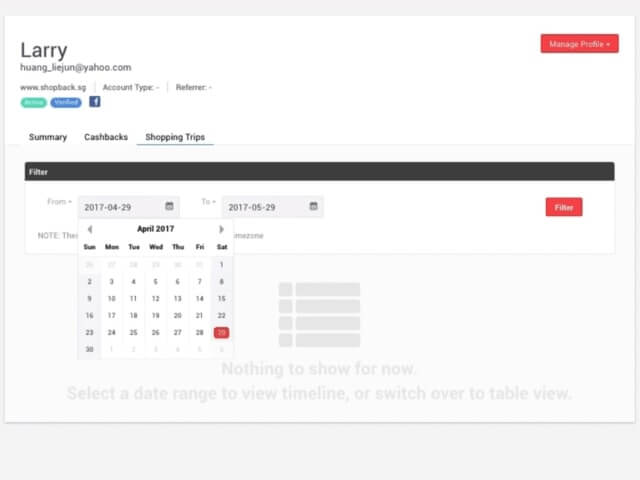 Larry
Manage Profile
huang_liejun@yahoo.com
www.shopback.sg Account Type: - Referrer: -
Active Verified f
Summary Cashbacks Shopping Trips
Filter
From 2017-04-29 To 2017-05-29 Filter
April 2017
NOTE:
Sun Mon Tue Wed Thu Fri Sat
26 27 28 29 30 31 1
2 3 4 5 6 7 8
9 10 11 12 13 14 15
16 17 18 19 20 21 22
23 24 25 26 27 28 29
30 1 2 3 4 5 6
Nothing to show for now.
Select a date range to view timeline, or switch over to table view.